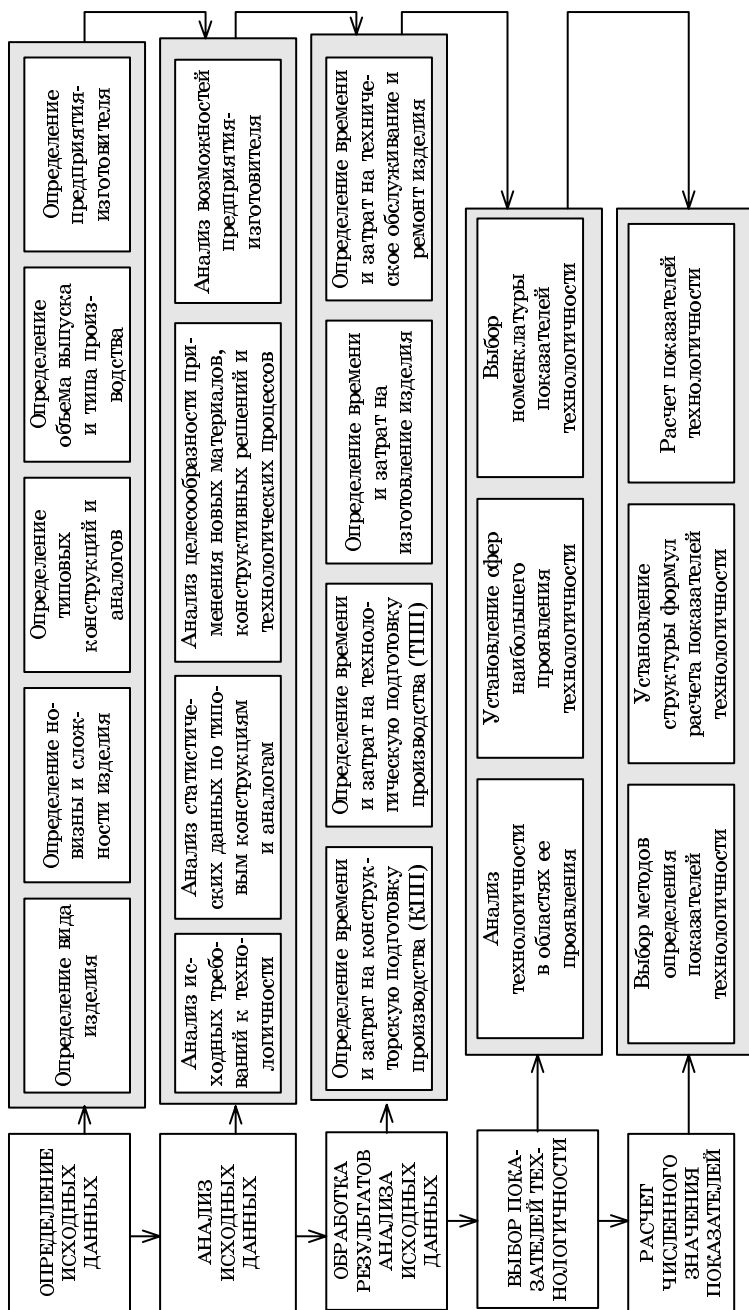 ОПРЕДЕЛЕНИЕ
ИСХОДНЫХ
ДАННЫХ
Определение вида
изделия
Определение но-
визны и слож-
ности изделия
Определение
типовых
конструкций и
аналогов
Определение
объема выпуска
и типа произ-
водства
Определение
предприятия-
изготовителя
АНАЛИЗ
ИСХОДНЫХ
ДАННЫХ
Анализ ис-
ходных требо-
ваний к техно-
логичности
Анализ статистиче-
ских данных по типо-
вым конструкциям
и аналогам
Анализ целесообразности при-
менения новых материалов,
конструктивных решений и
технологических процессов
Анализ возможностей
предприятия-
изготовителя
ОБРАБОТКА
РЕЗУЛЬТАТОВ
АНАЛИЗА
ИСХОДНЫХ
ДАННЫХ
Определение времени
и затрат на конструк-
торскую подготовку
производства (КПП)
Определение времени
и затрат на техноло-
гическую подготовку
производства (ТПП)
Определение времени
и затрат на
изготовление изделия
Определение времени
и затрат на техниче-
ское обслуживание и
ремонт изделия
ВЫБОР ПОКА-
ЗАТЕЛЕЙ ТЕХ-
НОЛОГИЧНОСТИ
Анализ
технологичности
в областях ее
проявления
Установление сфер
наибольшего
проявления
технологичности
Выбор
номенклатуры
показателей
технологичности
РАСЧЕТ
ЧИСЛЕННОГО
ЗНАЧЕНИЯ
ПОКАЗАТЕЛЕЙ
Выбор методов
определения
показателей
технологичности
Установление
структуры формул
расчета показателей
технологичности
Расчет показателей
технологичности